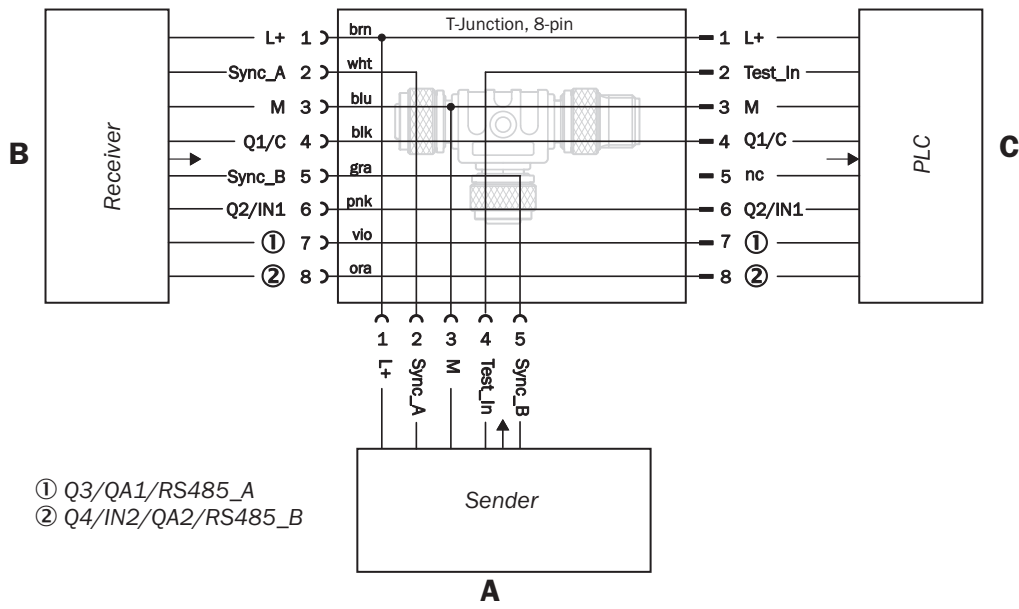 T-Junction, 8-pin
L+ 1 brn 1 L+
Sync_A 2 wht 2 Test_In
M 3 blu 3 M
Q1/C 4 blk 4 Q1/C
Sync_B 5 gra 5 nc
Q2/IN1 6 pnk 6 Q2/IN1
① 7 vio 7 ①
② 8 ora 8 ②
B
Receiver
PLC
C
1 2 3 4 5
L+
Sync_A
M
Test_In
Sync_B
① Q3/QA1/RS485_A
② Q4/IN2/QA2/RS485_B
Sender
A